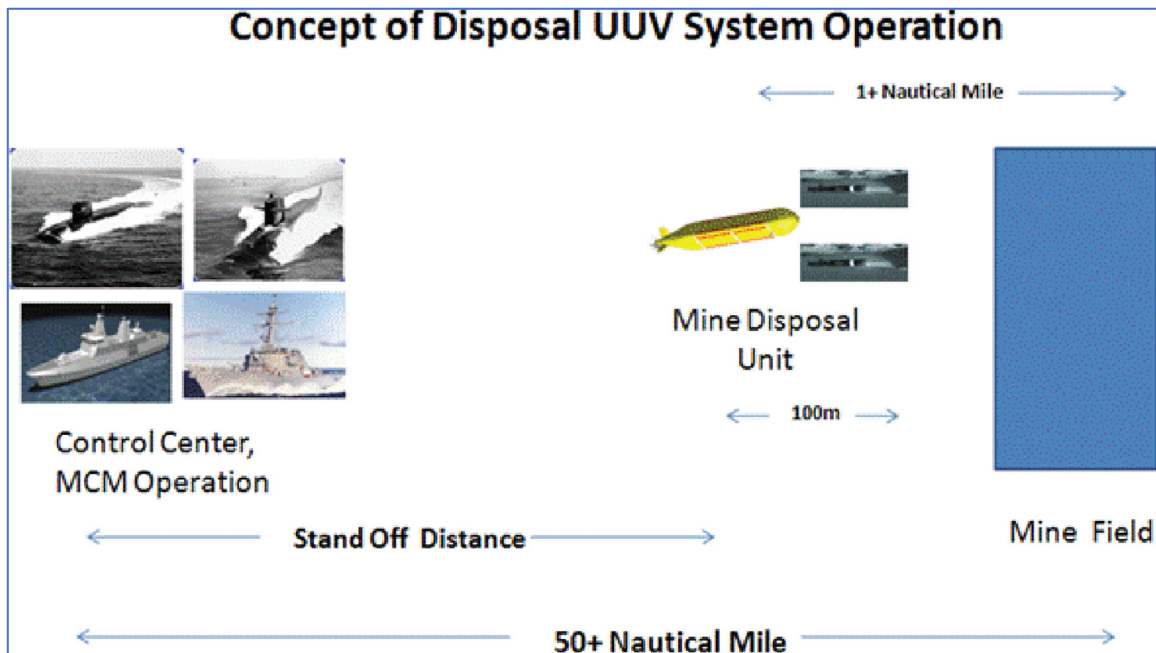 Concept of Disposal UUV System Operation
1+ Nautical Mile
Mine Disposal
Unit
100m
Control Center,
MCM Operation
Stand Off Distance
Mine Field
50+ Nautical Mile